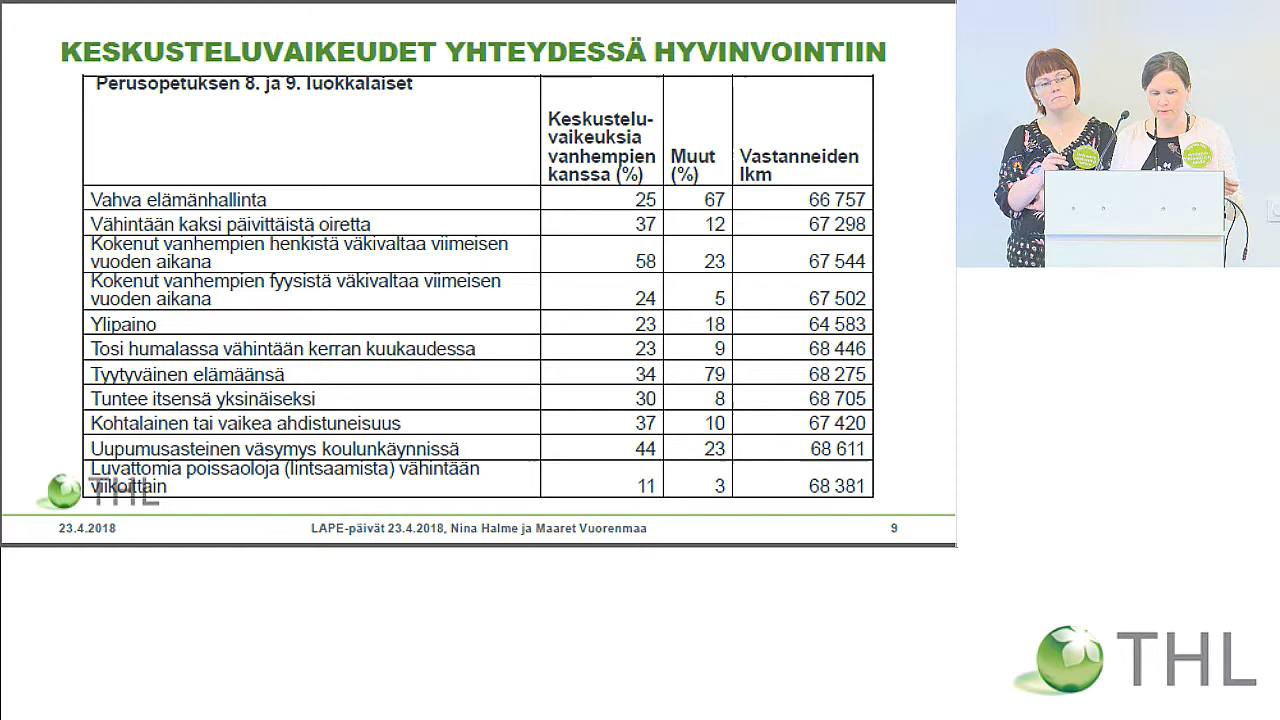 KESKUSTELUVAIKEUDET YHTEYDESSÄ HYVINVOINTIIN
Perusopetuksen 8. ja 9. luokkalaiset
Keskustelu-
vaikeuksia
vanhempien
kanssa (%)
Muut
(%)
Vastanneiden
lkm
Vahva elämänhallinta 25 67 66 757
Vähintään kaksi päivittäistä oiretta 37 12 67 298
Kokenut vanhempien henkistä väkivaltaa viimeisen
vuoden aikana 58 23 67 544
Kokenut vanhempien fyysistä väkivaltaa viimeisen
vuoden aikana 24 5 67 502
Ylipaino 23 18 64 583
Tosi humalassa vähintään kerran kuukaudessa 23 9 68 446
Tyytyväinen elämäänsä 34 79 68 275
Tuntee itsensä yksinäiseksi 30 8 68 705
Kohtalainen tai vaikea ahdistuneisuus 37 10 67 420
Uupumusasteinen väsymys koulunkäynnissä 44 23 68 611
Luvattomia poissaoloja (lintsaamista) vähintään
viikoittain 11 3 68 381
THL
23.4.2018 LAPE-päivät 23.4.2018, Nina Halme ja Maaret Vuorenmaa 9
THL